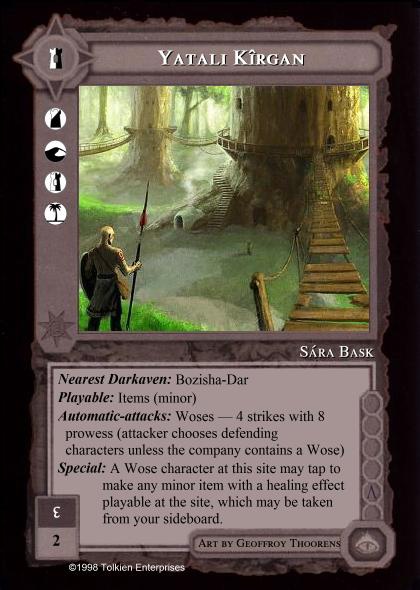 YATALI KÎRGAN
SÁRA BASK
Nearest Darkaven: Bozisha-Dar
Playable: Items (minor)
Automatic-attacks: Woses — 4 strikes with 8
prowess (attacker chooses defending
characters unless the company contains a Wose)
Special: A Wose character at this site may tap to
make any minor item with a healing effect
playable at the site, which may be taken
from your sideboard.
ε
2
Λ
ART BY GEOFFROY THOORENS
©1998 Tolkien Enterprises